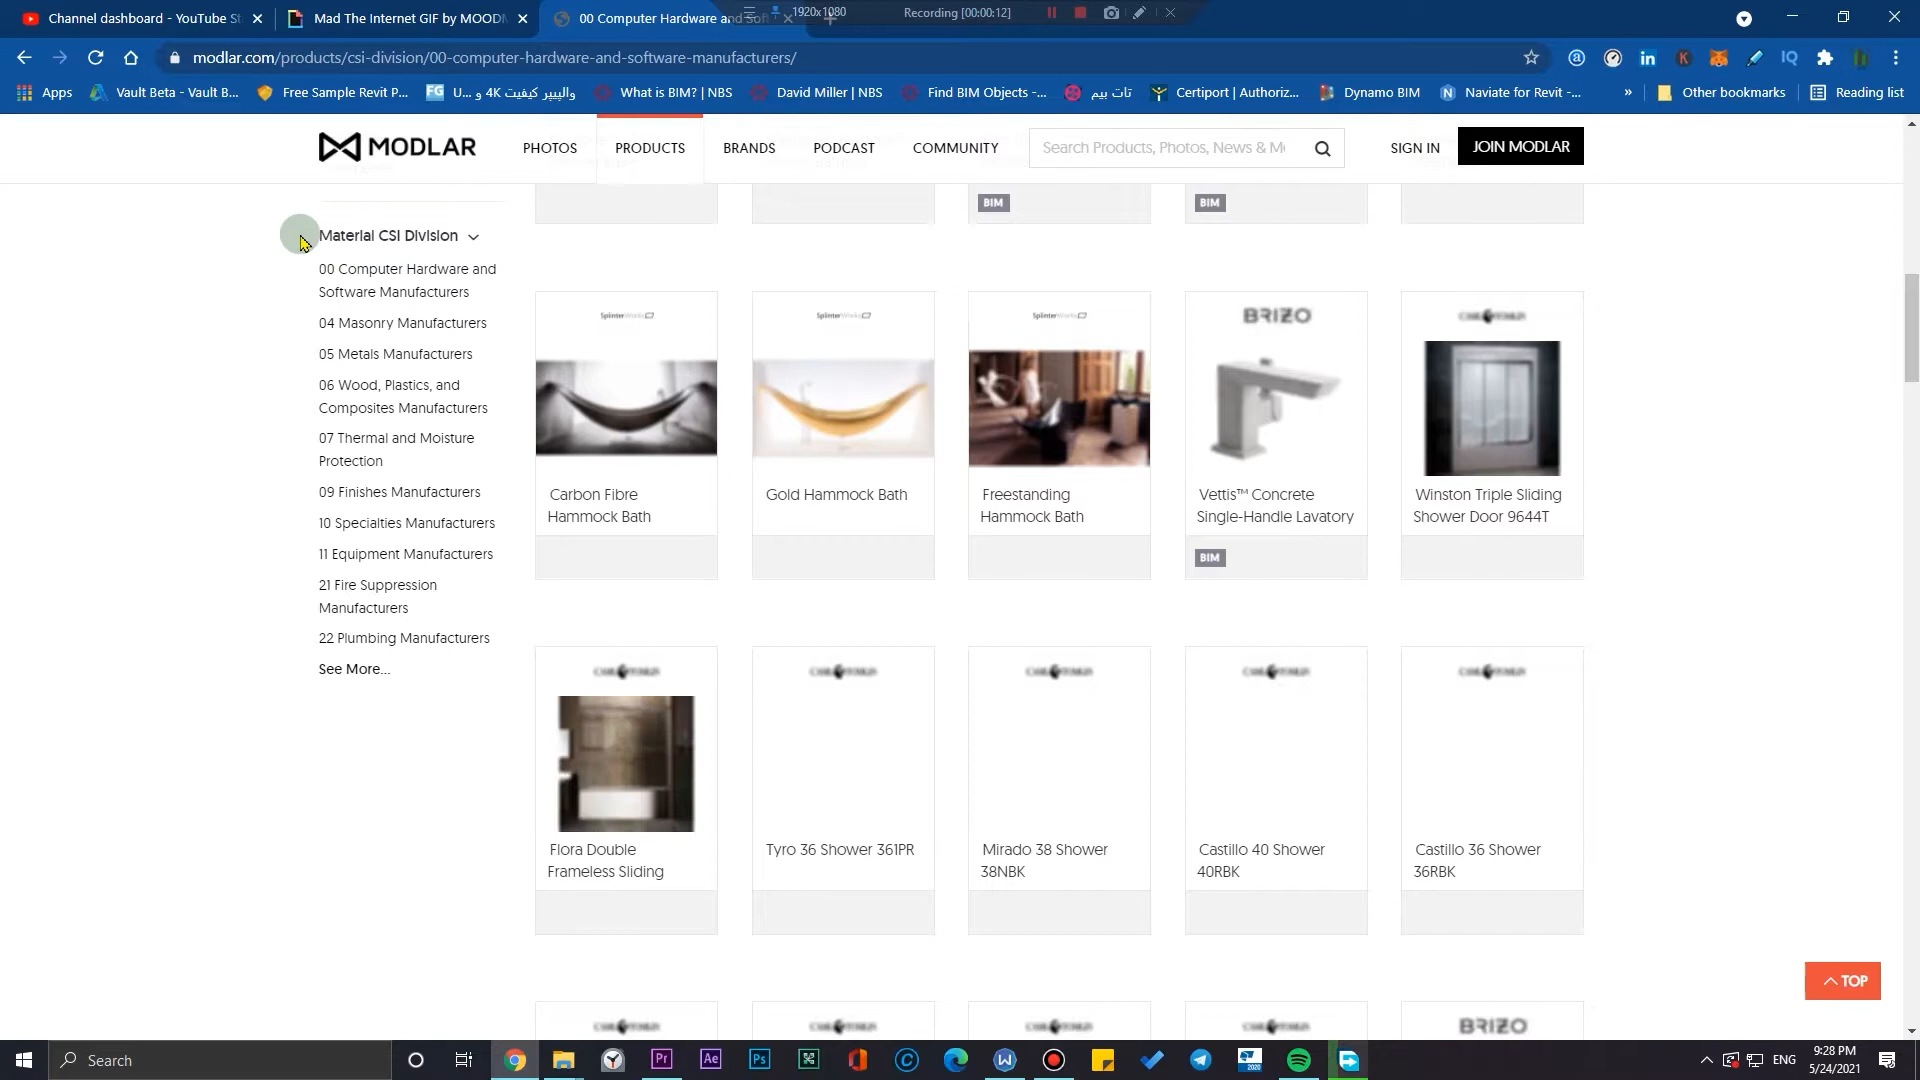 Channel dashboard - YouTube St
Mad The Internet GIF by MOODM
00 Computer Hardware and Soft
1920x1080
Recording [00:00:12]
modlar.com/products/csi-division/00-computer-hardware-and-software-manufacturers/
Apps
Vault Beta - Vault B...
Free Sample Revit P...
والپیپر کیفیت 4K و ...U
What is BIM? | NBS
David Miller | NBS
Find BIM Objects -...
تات بیم
Certiport | Authoriz...
Dynamo BIM
Naviate for Revit -...
»
Other bookmarks
Reading list
MODLAR
PHOTOS
PRODUCTS
BRANDS
PODCAST
COMMUNITY
Search Products, Photos, News & M
SIGN IN
JOIN MODLAR
BIM
BIM
Material CSI Division
00 Computer Hardware and
Software Manufacturers
04 Masonry Manufacturers
05 Metals Manufacturers
06 Wood, Plastics, and
Composites Manufacturers
07 Thermal and Moisture
Protection
09 Finishes Manufacturers
10 Specialties Manufacturers
11 Equipment Manufacturers
21 Fire Suppression
Manufacturers
22 Plumbing Manufacturers
See More...
SplinterWorks
SplinterWorks
SplinterWorks
BRIZO
Carbon Fibre
Hammock Bath
Gold Hammock Bath
Freestanding
Hammock Bath
Vettis™ Concrete
Single-Handle Lavatory
BIM
Winston Triple Sliding
Shower Door 9644T
Flora Double
Frameless Sliding
Tyro 36 Shower 361PR
Mirado 38 Shower
38NBK
Castillo 40 Shower
40RBK
Castillo 36 Shower
36RBK
BRIZO
TOP
Search
ENG
9:28 PM
5/24/2021